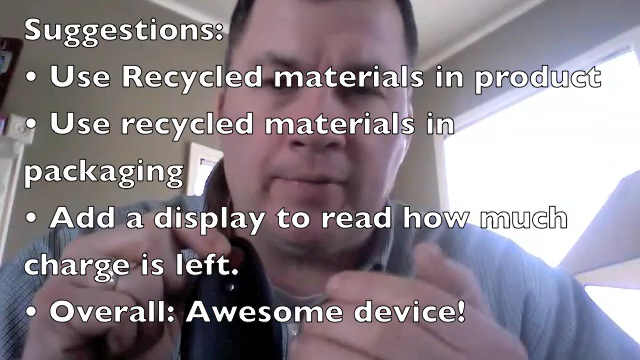 Suggestions:
• Use Recycled materials in product
• Use recycled materials in
packaging
• Add a display to read how much
charge is left.
• Overall: Awesome device!